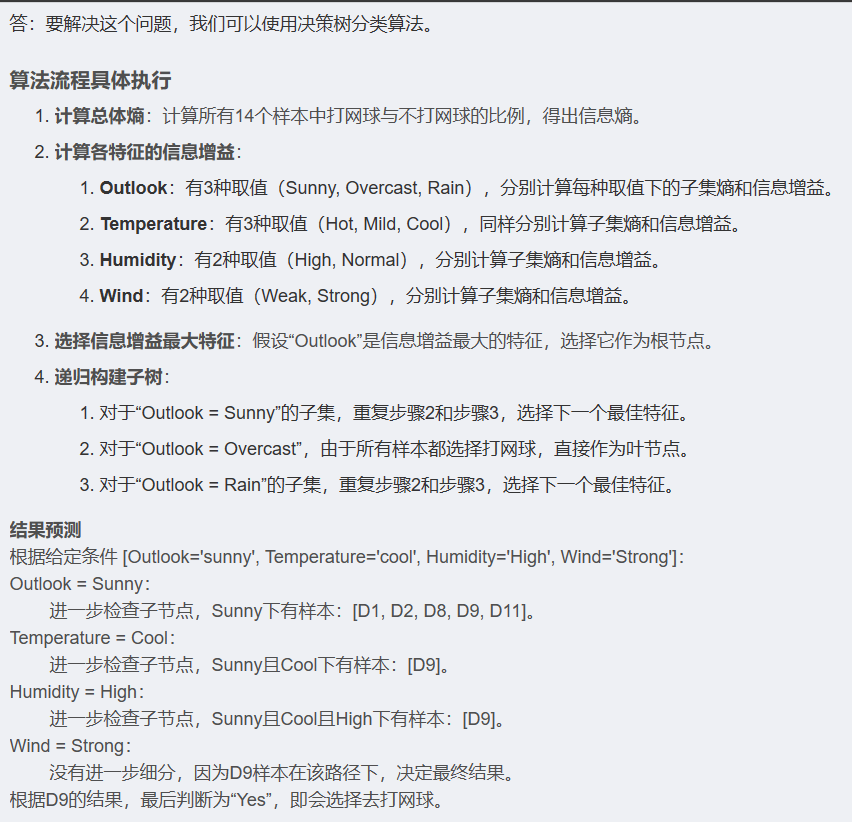 答：要解决这个问题，我们可以使用决策树分类算法。
算法流程具体执行
1. 计算总体熵：计算所有14个样本中打网球与不打网球的比例，得出信息熵。
2. 计算各特征的信息增益：
1. Outlook：有3种取值（Sunny, Overcast, Rain），分别计算每种取值下的子集熵和信息增益。
2. Temperature：有3种取值（Hot, Mild, Cool），同样分别计算子集熵和信息增益。
3. Humidity：有2种取值（High, Normal），分别计算子集熵和信息增益。
4. Wind：有2种取值（Weak, Strong），分别计算子集熵和信息增益。
3. 选择信息增益最大特征：假设“Outlook”是信息增益最大的特征，选择它作为根节点。
4. 递归构建子树：
1. 对于“Outlook = Sunny”的子集，重复步骤2和步骤3，选择下一个最佳特征。
2. 对于“Outlook = Overcast”，由于所有样本都选择打网球，直接作为叶节点。
3. 对于“Outlook = Rain”的子集，重复步骤2和步骤3，选择下一个最佳特征。
结果预测
根据给定条件 [Outlook='sunny', Temperature='cool', Humidity='High', Wind='Strong']：
Outlook = Sunny：
进一步检查子节点，Sunny下有样本：[D1, D2, D8, D9, D11]。
Temperature = Cool：
进一步检查子节点，Sunny且Cool下有样本：[D9]。
Humidity = High：
进一步检查子节点，Sunny且Cool且High下有样本：[D9]。
Wind = Strong：
没有进一步细分，因为D9样本在该路径下，决定最终结果。
根据D9的结果，最后判断为“Yes”，即会选择去打网球。